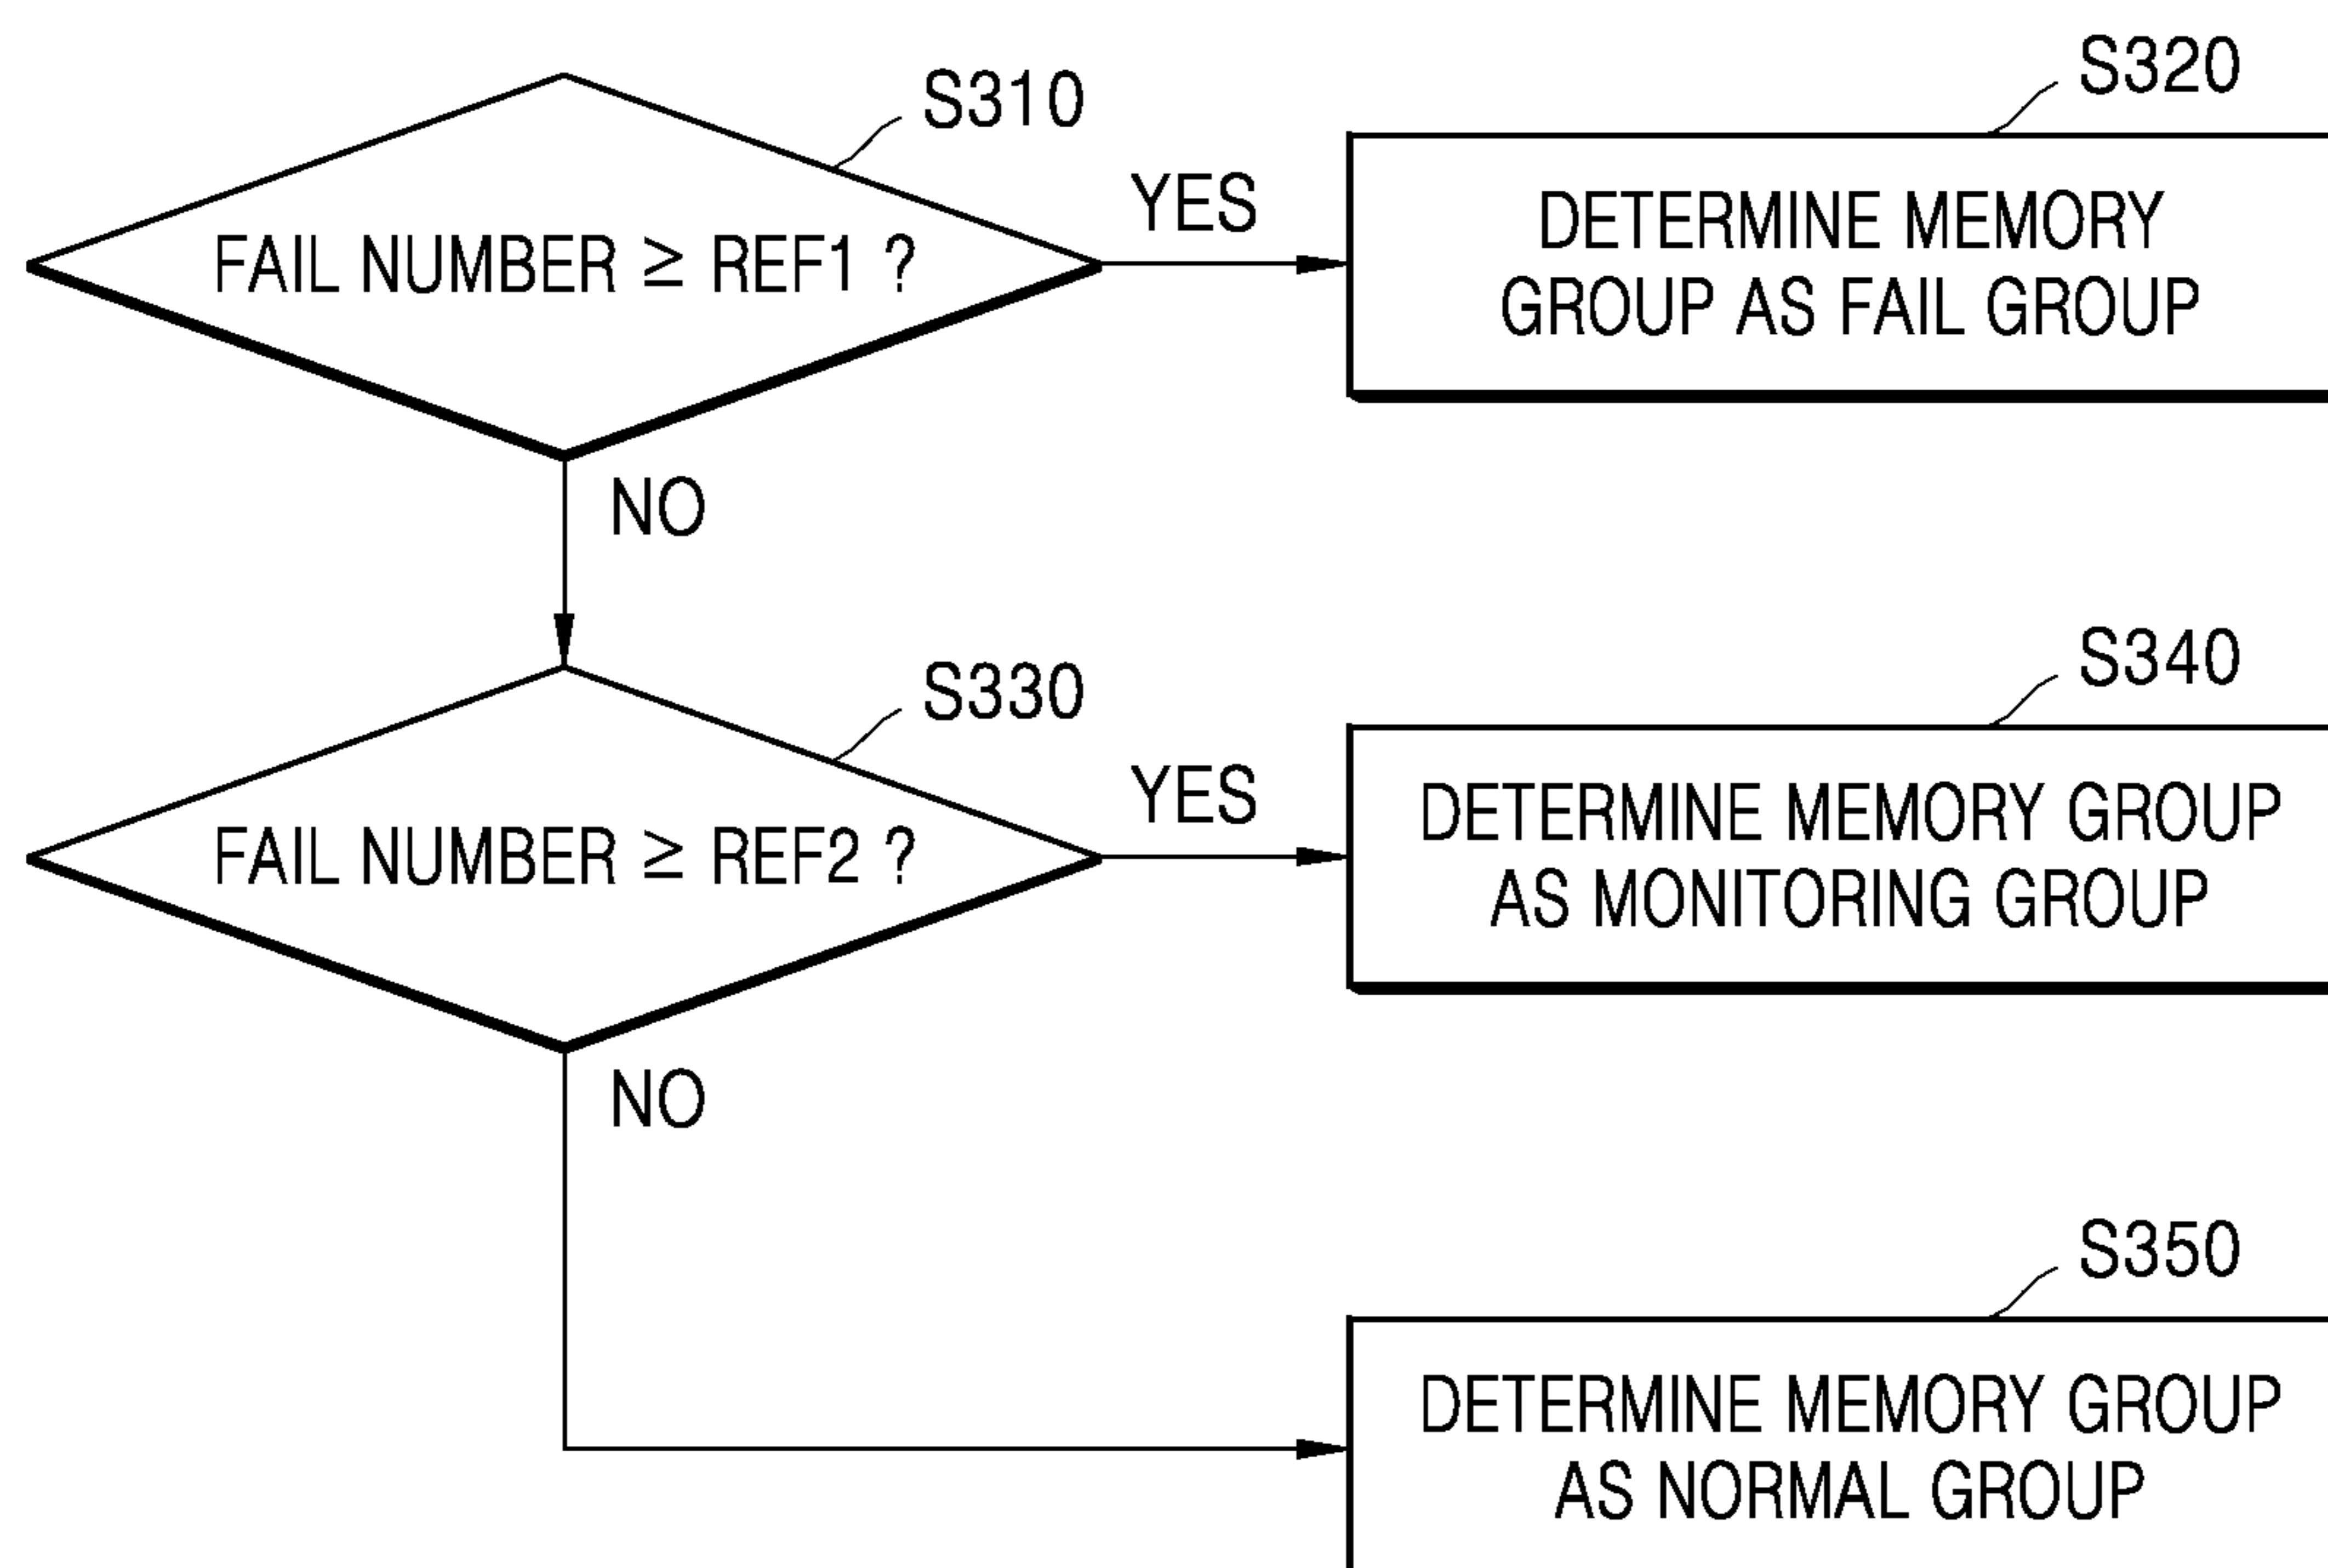 S310
FAIL NUMBER ≥ REF1 ?
YES
S320
DETERMINE MEMORY
GROUP AS FAIL GROUP
NO
S330
FAIL NUMBER ≥ REF2 ?
YES
S340
DETERMINE MEMORY GROUP
AS MONITORING GROUP
NO
S350
DETERMINE MEMORY GROUP
AS NORMAL GROUP